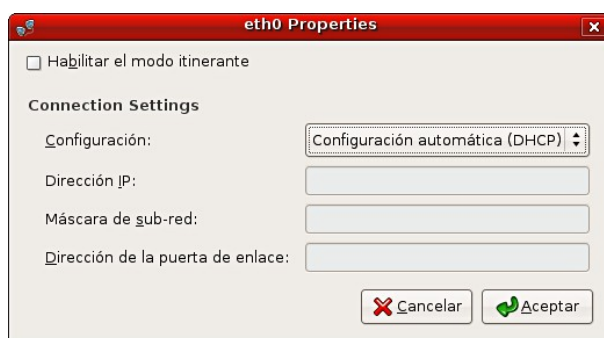 eth0 Properties
Habilitar el modo itinerante
Connection Settings
Configuración: Configuración automática (DHCP)
Dirección IP:
Máscara de sub-red:
Dirección de la puerta de enlace:
Cancelar Aceptar